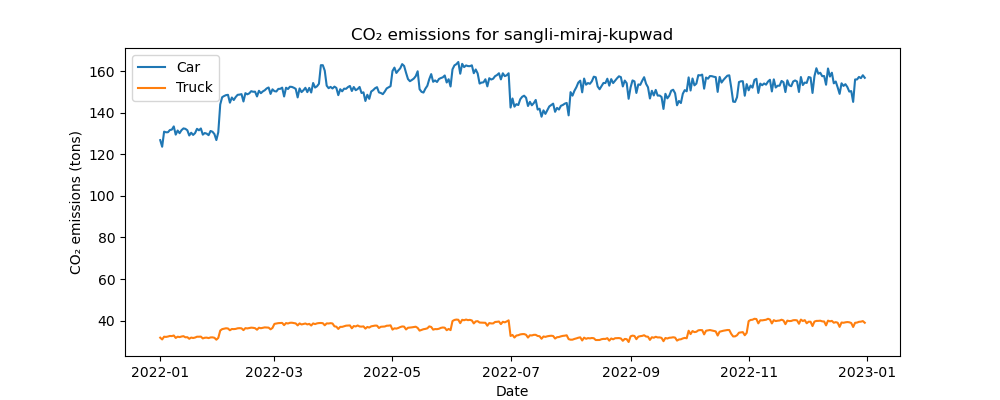 CO₂ emissions for sangli-miraj-kupwad
Car
Truck
CO₂ emissions (tons)
160
140
120
100
80
60
40
2022-01
2022-03
2022-05
2022-07
2022-09
2022-11
2023-01
Date